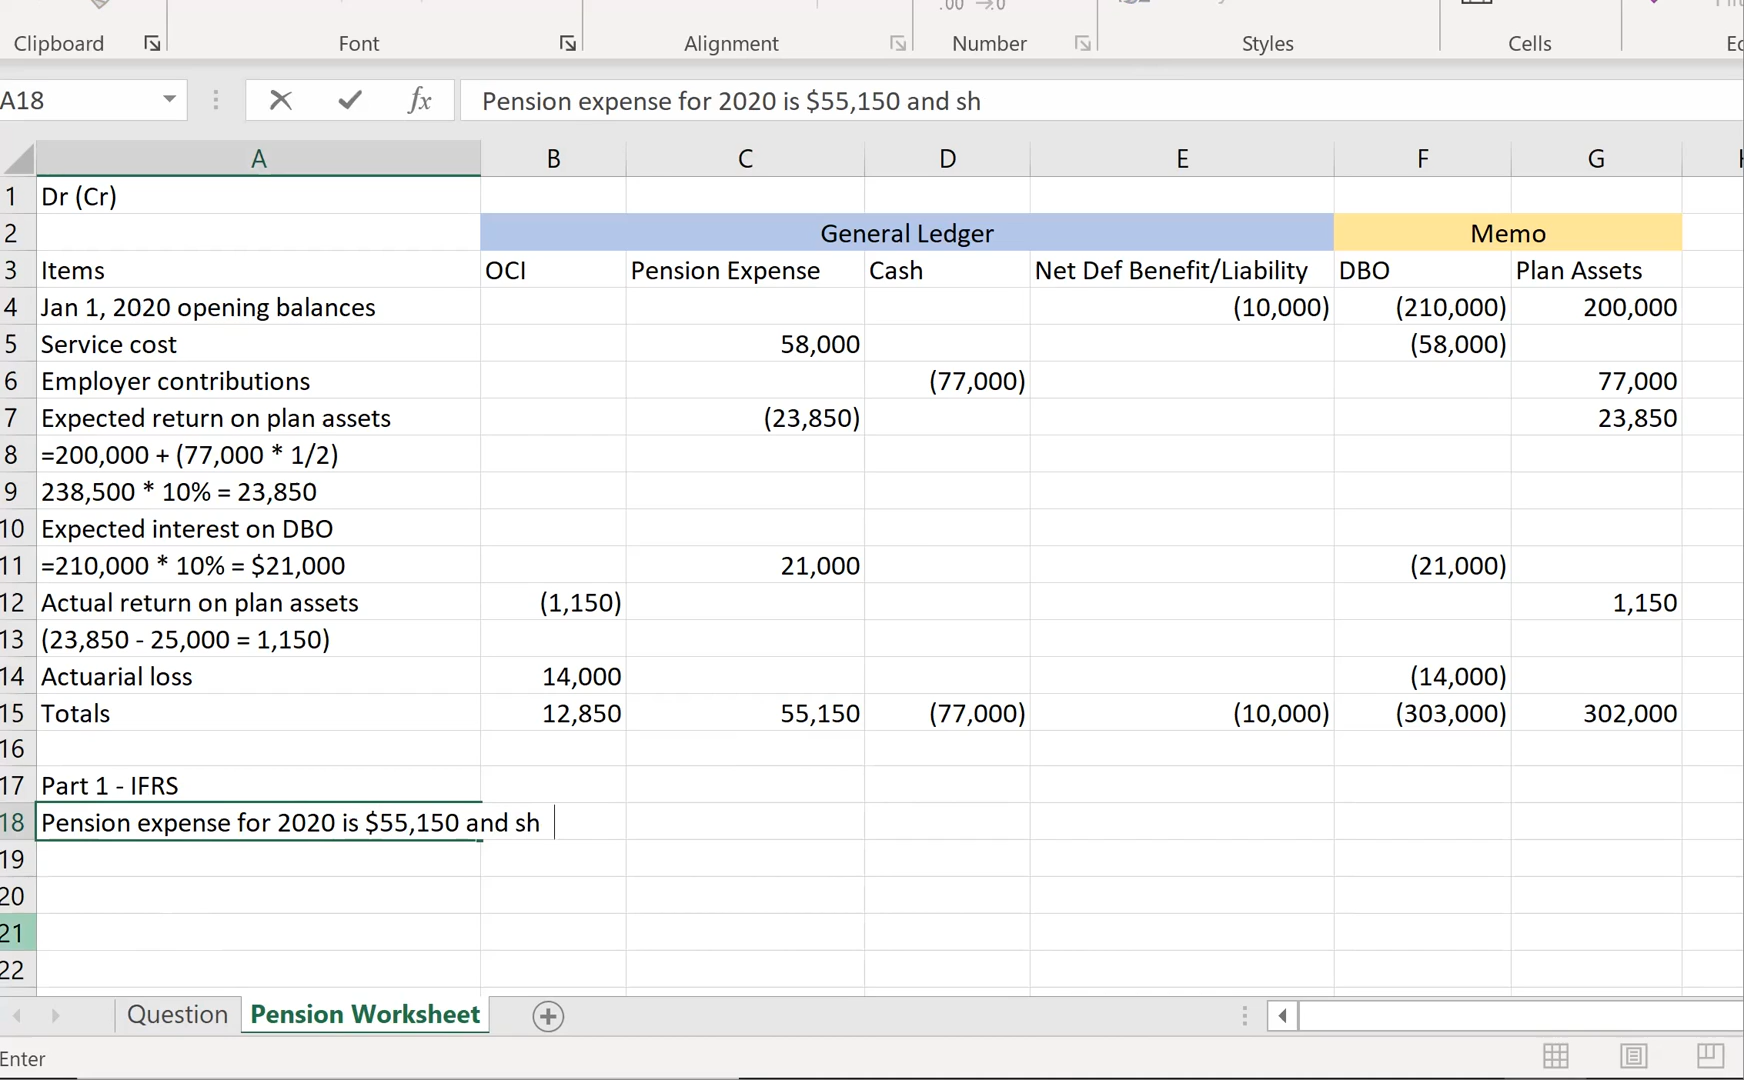 .00 →.0
Clipboard Font Alignment Number Styles Cells
A18 fx Pension expense for 2020 is $55,150 and sh
A B C D E F G
1 Dr (Cr)
2 General Ledger Memo
3 Items OCI Pension Expense Cash Net Def Benefit/Liability DBO Plan Assets
4 Jan 1, 2020 opening balances (10,000) (210,000) 200,000
5 Service cost 58,000 (58,000)
6 Employer contributions (77,000) 77,000
7 Expected return on plan assets (23,850) 23,850
8 =200,000 + (77,000 * 1/2)
9 238,500 * 10% = 23,850
10 Expected interest on DBO
11 =210,000 * 10% = $21,000 21,000 (21,000)
12 Actual return on plan assets (1,150) 1,150
13 (23,850 - 25,000 = 1,150)
14 Actuarial loss 14,000 (14,000)
15 Totals 12,850 55,150 (77,000) (10,000) (303,000) 302,000
16
17 Part 1 - IFRS
18 Pension expense for 2020 is $55,150 and sh
19
20
21
22
Question Pension Worksheet
Enter